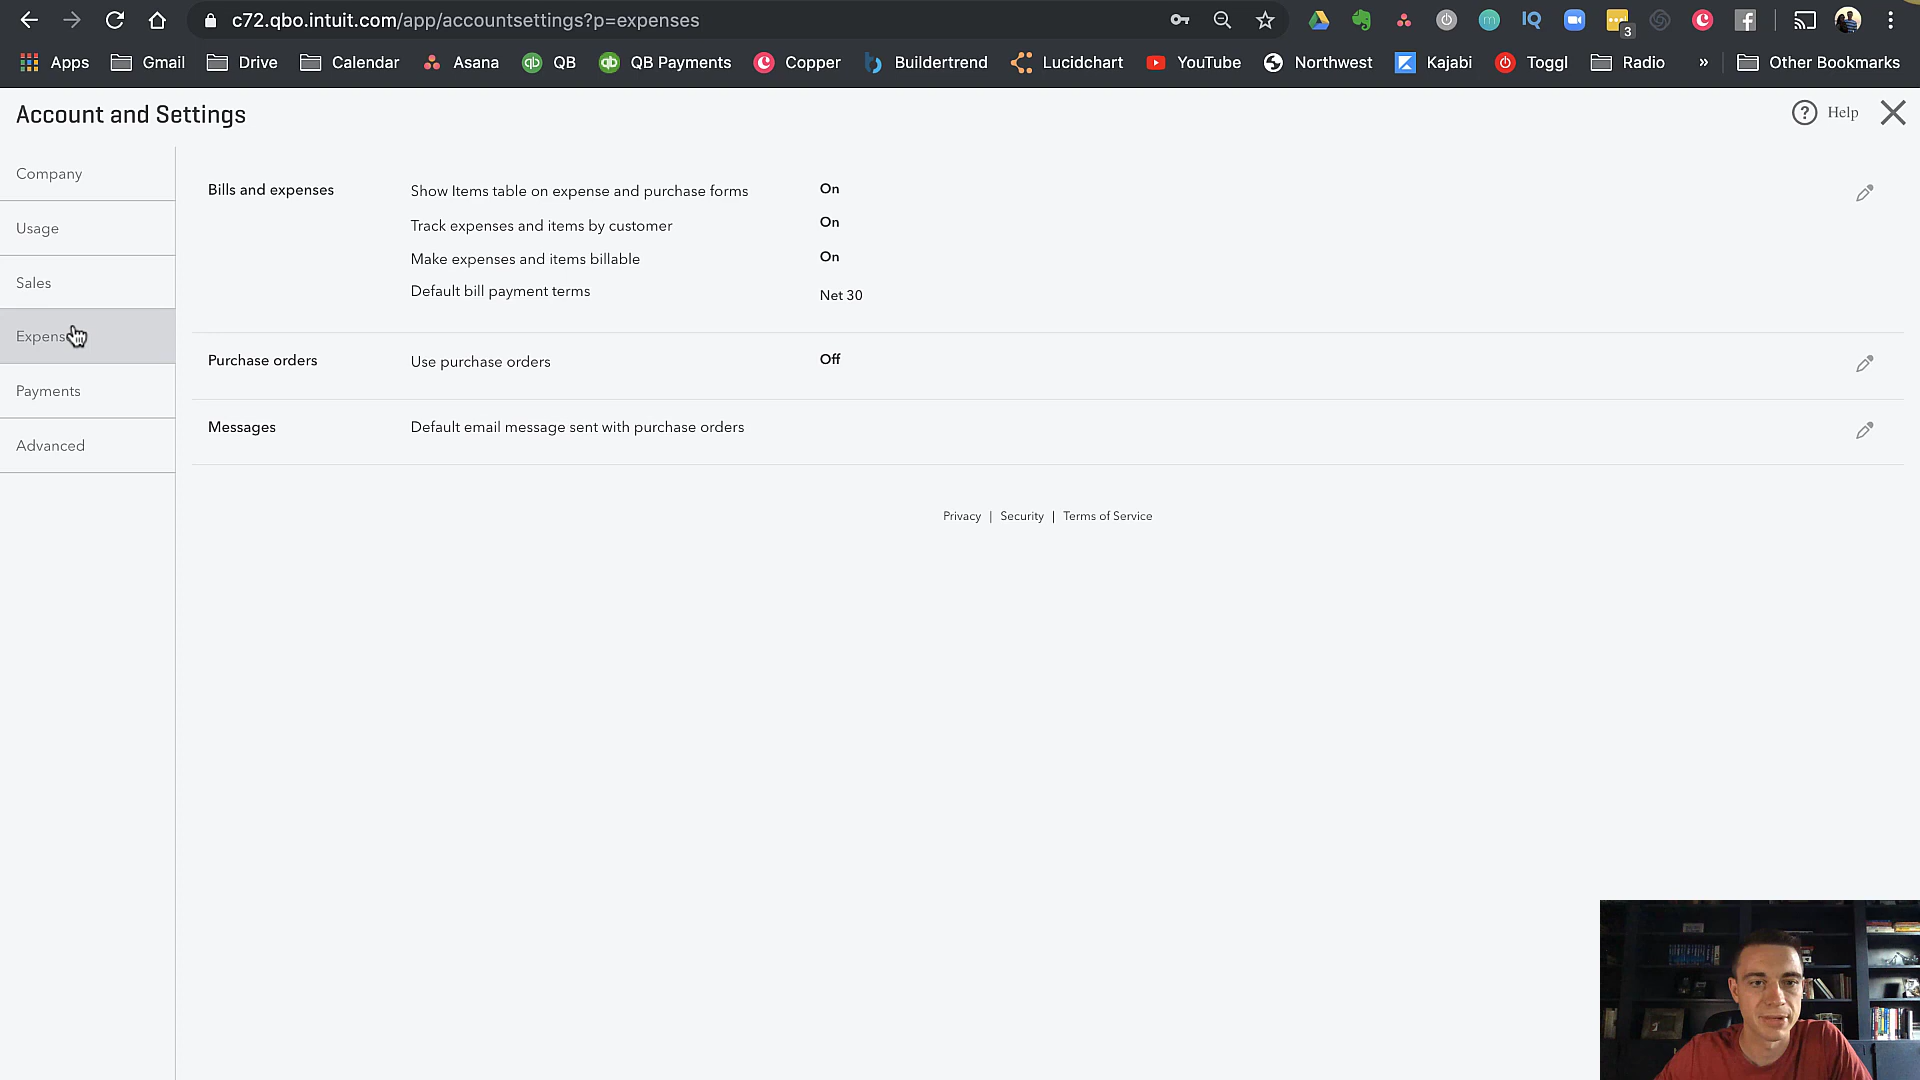 c72.qbo.intuit.com/app/accountsettings?p=expenses
3
Apps Gmail Drive Calendar Asana QB QB Payments Copper Buildertrend Lucidchart YouTube Northwest Kajabi Toggl Radio » Other Bookmarks
Account and Settings
? Help
Company
Usage
Sales
Expens
Payments
Advanced
Bills and expenses
Show Items table on expense and purchase forms On
Track expenses and items by customer On
Make expenses and items billable On
Default bill payment terms Net 30
Purchase orders Use purchase orders Off
Messages Default email message sent with purchase orders
Privacy | Security | Terms of Service